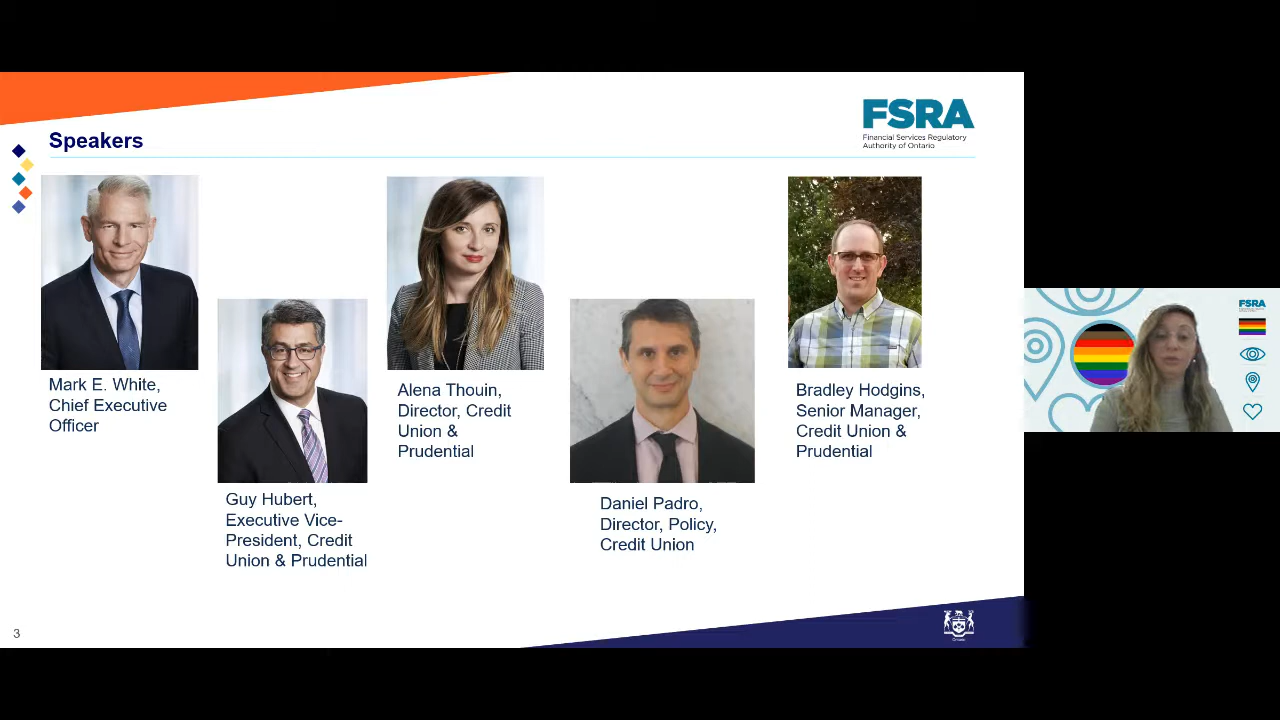 Speakers
FSRA
Financial Services Regulatory
Authority of Ontario
Mark E. White,
Chief Executive
Officer
Guy Hubert,
Executive Vice-
President, Credit
Union & Prudential
Alena Thouin,
Director, Credit
Union &
Prudential
Daniel Padro,
Director, Policy,
Credit Union
Bradley Hodgins,
Senior Manager,
Credit Union &
Prudential
FSRA
3
Ontario